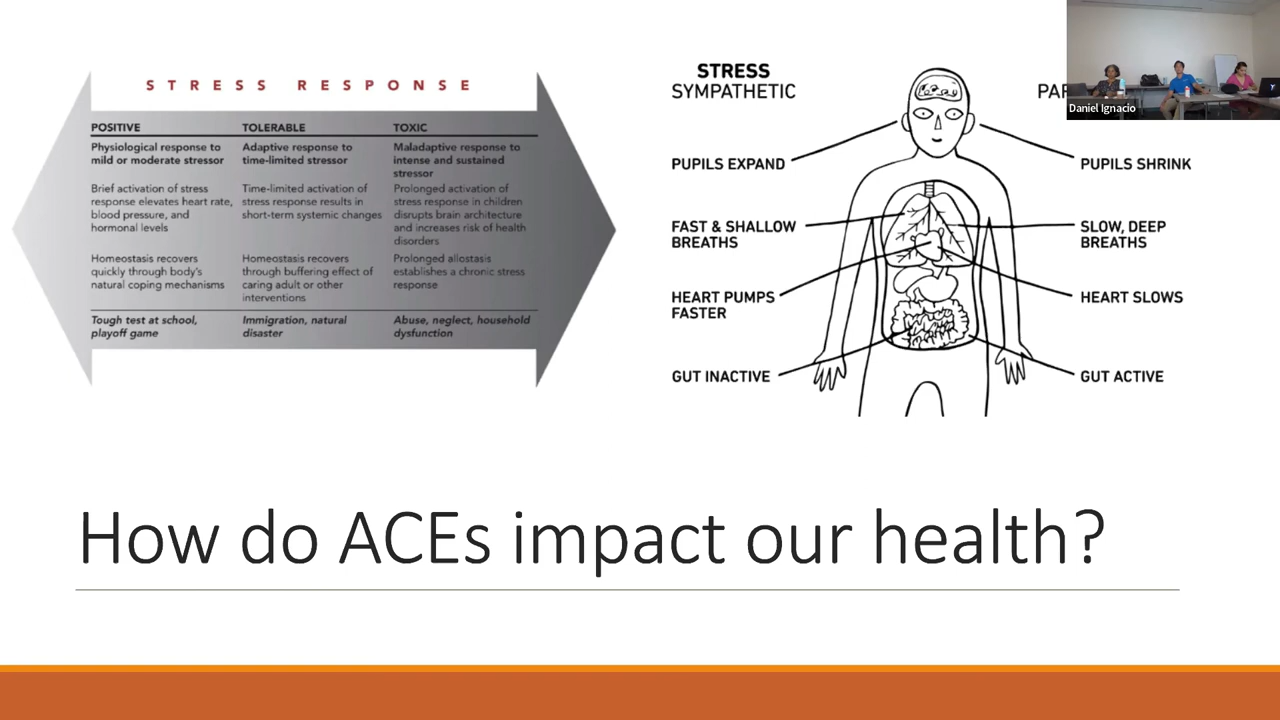 STRESS RESPONSE
POSITIVE
Physiological response to
mild or moderate stressor
Brief activation of stress
response elevates heart rate,
blood pressure, and
hormonal levels
Homeostasis recovers
quickly through body's
natural coping mechanisms
Tough test at school,
playoff game
TOLERABLE
Adaptive response to
time-limited stressor
Time-limited activation of
stress response results in
short-term systemic changes
Homeostasis recovers
through buffering effect of
caring adult or other
interventions
Immigration, natural
disaster
TOXIC
Maladaptive response to
intense and sustained
stressor
Prolonged activation of
stress response in children
disrupts brain architecture
and increases risk of health
disorders
Prolonged allostasis
establishes a chronic stress
response
Abuse, neglect, household
dysfunction
STRESS
SYMPATHETIC
PUPILS EXPAND
FAST & SHALLOW
BREATHS
HEART PUMPS
FASTER
GUT INACTIVE
PAR
PUPILS SHRINK
SLOW, DEEP
BREATHS
HEART SLOWS
GUT ACTIVE
Daniel Ignacio
How do ACEs impact our health?